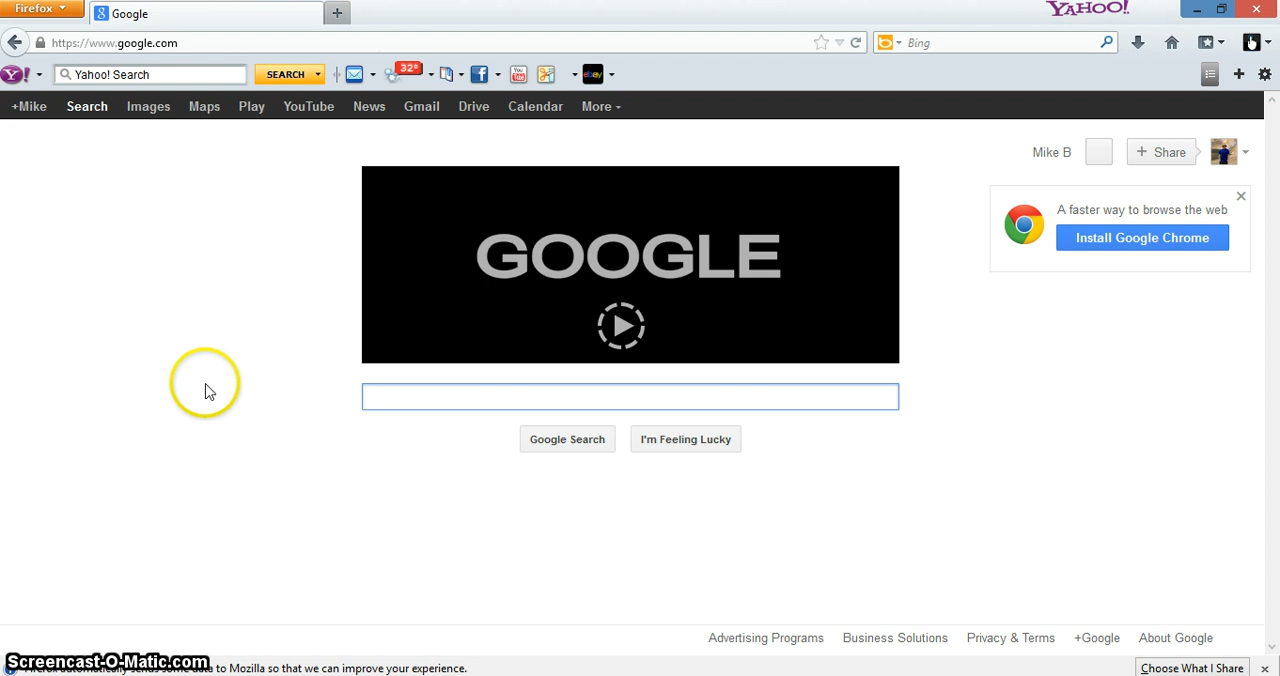 Firefox
Google
YAHOO!
https://www.google.com
Bing
Y!
Yahoo! Search
SEARCH
32°
You Tube
ebay
+Mike Search Images Maps Play YouTube News Gmail Drive Calendar More
Mike B
+ Share
GOOGLE
A faster way to browse the web
Install Google Chrome
Google Search
I'm Feeling Lucky
Advertising Programs Business Solutions Privacy & Terms +Google About Google
Screencast-O-Matic.com
data to Mozilla so that we can improve your experience.
Choose What I Share